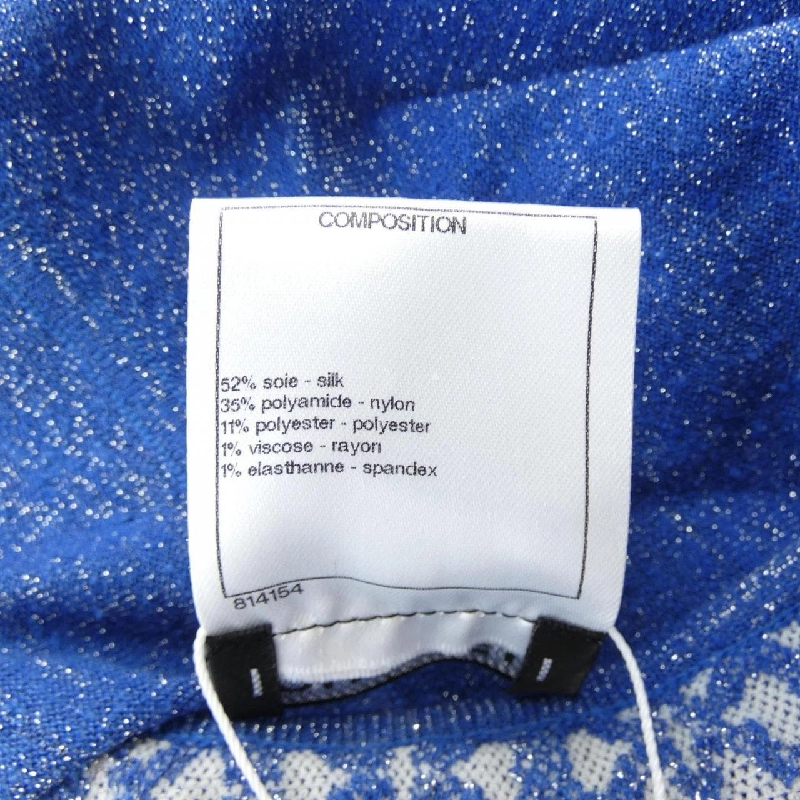 COMPOSITION
52% soie - silk
35% polyamide - nylon
11% polyester - polyester
1% viscose - rayon
1% elasthanne - spandex
814154